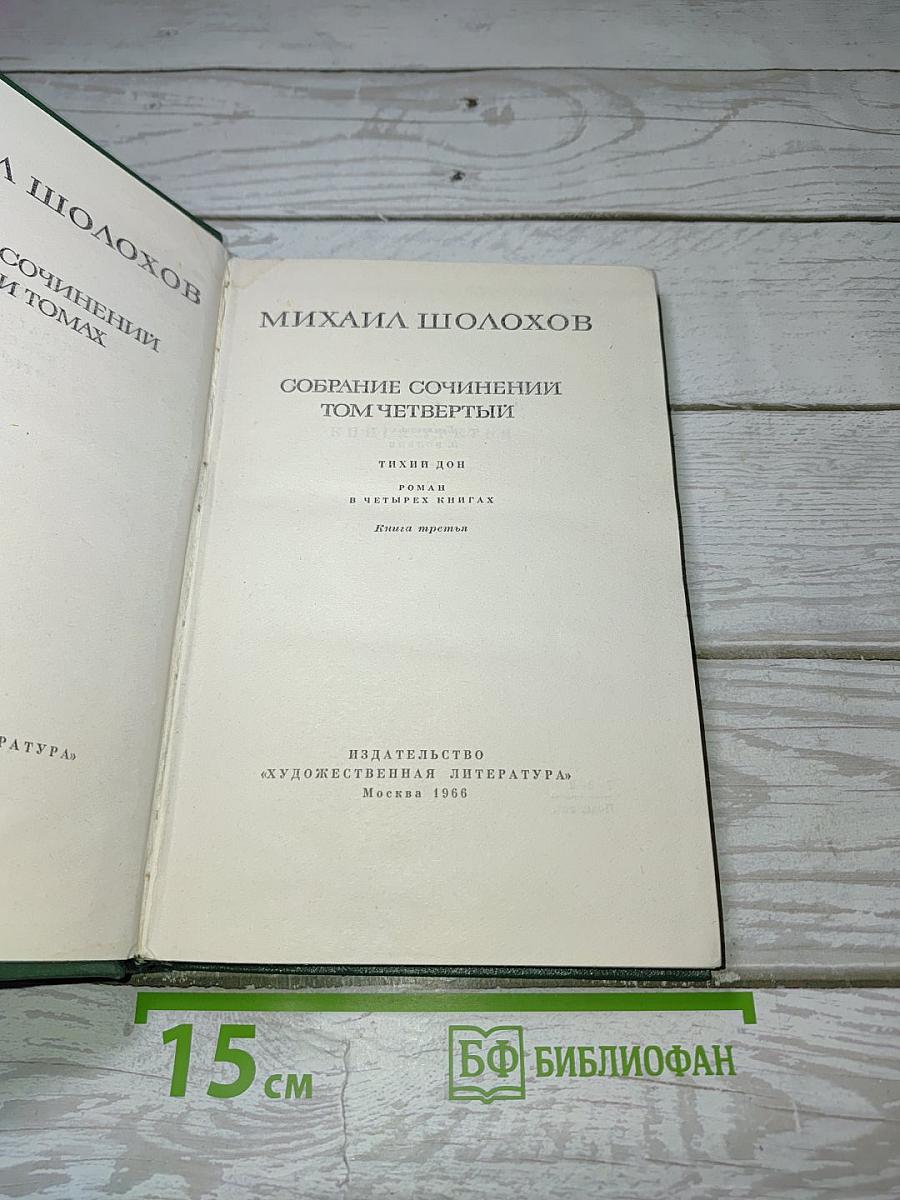 Л ШОЛОХОВ
СОЧИНЕНИЙ
И ТОМАХ
РАТУРА»
МИХАИЛ ШОЛОХОВ
СОБРАНИЕ СОЧИНЕНИЙ
ТОМ ЧЕТВЕРТЫЙ
ТИХИЙ ДОН
РОМАН
В ЧЕТЫРЕХ КНИГАХ
Книга третья
ИЗДАТЕЛЬСТВО
«ХУДОЖЕСТВЕННАЯ ЛИТЕРАТУРА»
Москва 1966
15 см
БФ БИБЛИОФАН